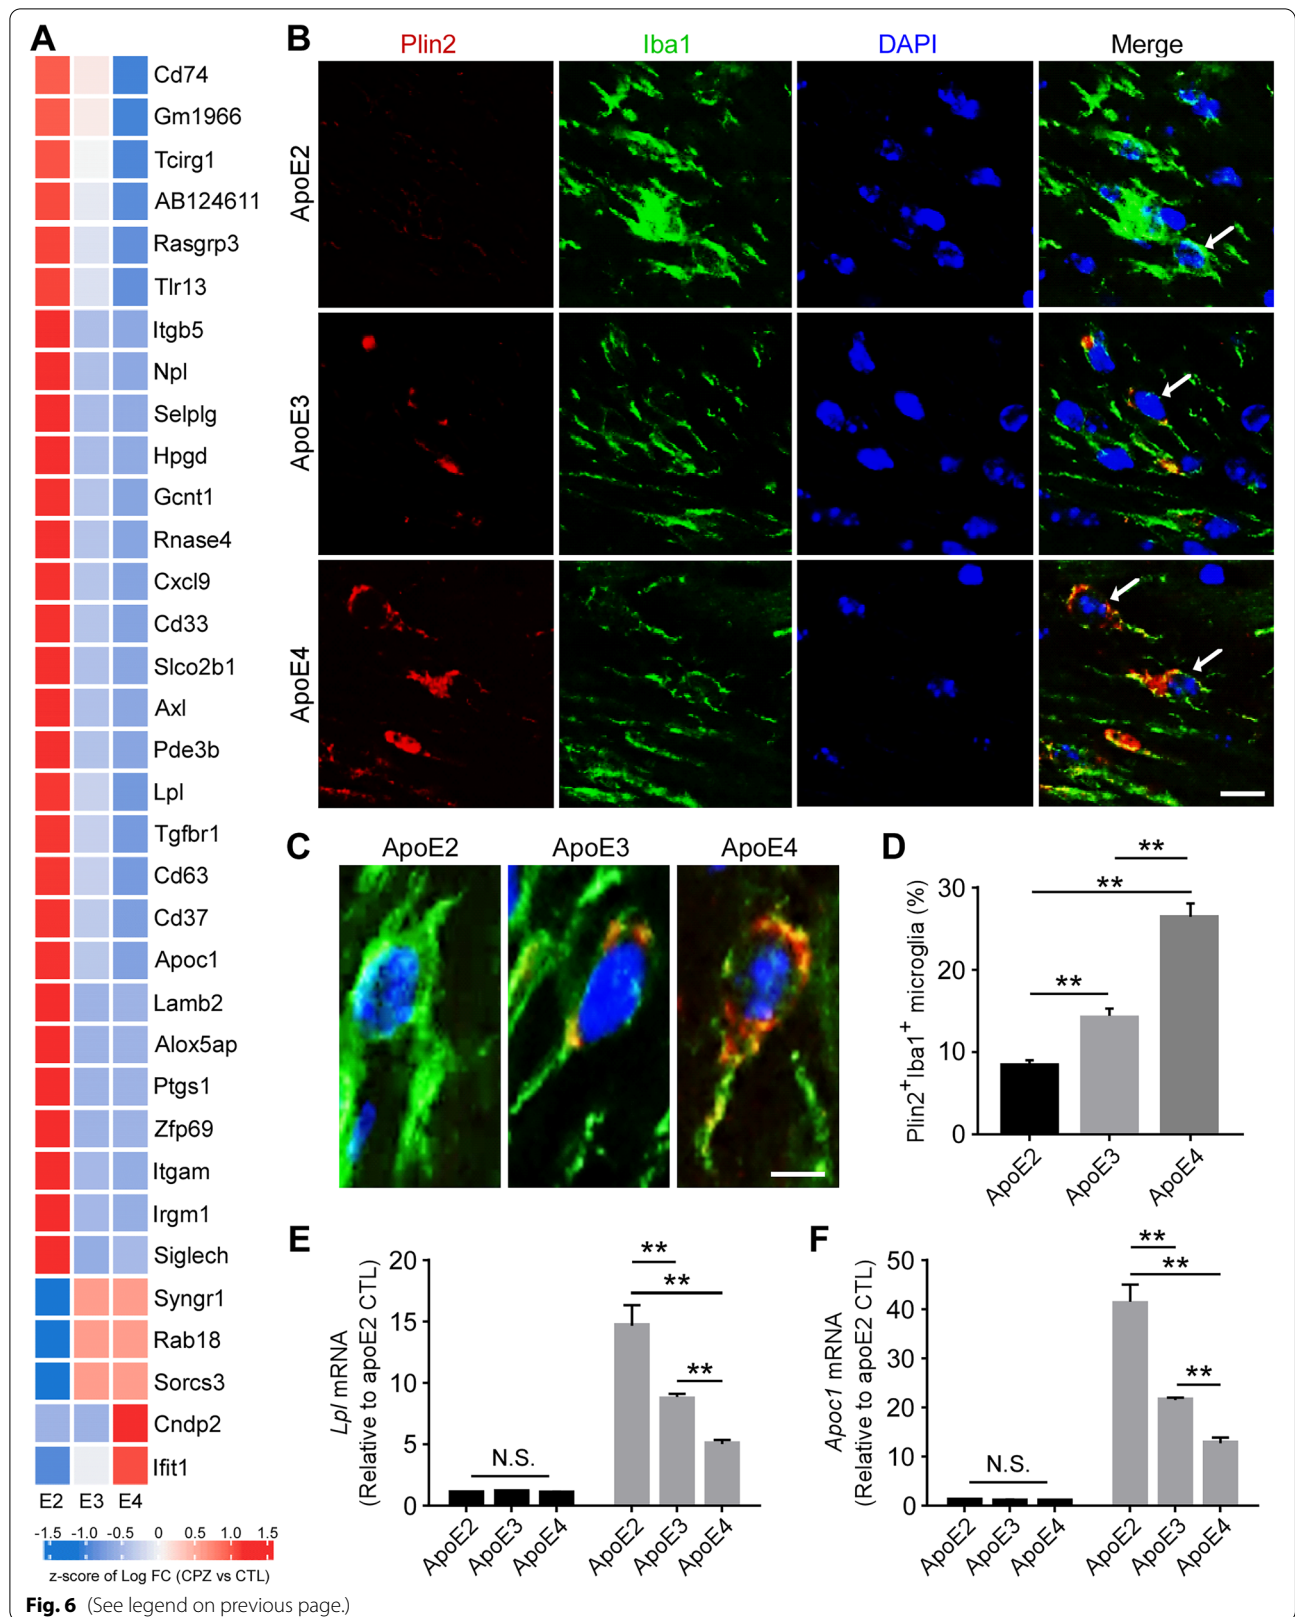 A
Cd74
Gm1966
Tcirg1
AB124611
Rasgrp3
Tlr13
Itgb5
Npl
Selplg
Hpgd
Gcnt1
Rnase4
Cxcl9
Cd33
Slco2b1
Axl
Pde3b
Lpl
Tgfbr1
Cd63
Cd37
Apoc1
Lamb2
Alox5ap
Ptgs1
Zfp69
Itgam
Irgm1
Siglech
Syngr1
Rab18
Sorcs3
Cndp2
Ifit1
E2 E3 E4
-1.5 -1.0 -0.5 0 0.5 1.0 1.5
z-score of Log FC (CPZ vs CTL)
B
Plin2 Iba1 DAPI Merge
ApoE2
ApoE3
ApoE4
C
ApoE2 ApoE3 ApoE4
D
Plin2+Iba1+ microglia (%)
30
20
10
0
**
**
**
ApoE2 ApoE3 ApoE4
E
Lpl mRNA
(Relative to apoE2 CTL)
20
15
10
5
0
N.S.
**
**
**
ApoE2 ApoE3 ApoE4 ApoE2 ApoE3 ApoE4
F
Apoc1 mRNA
(Relative to apoE2 CTL)
50
40
30
20
10
0
N.S.
**
**
**
ApoE2 ApoE3 ApoE4 ApoE2 ApoE3 ApoE4
Fig. 6 (See legend on previous page.)